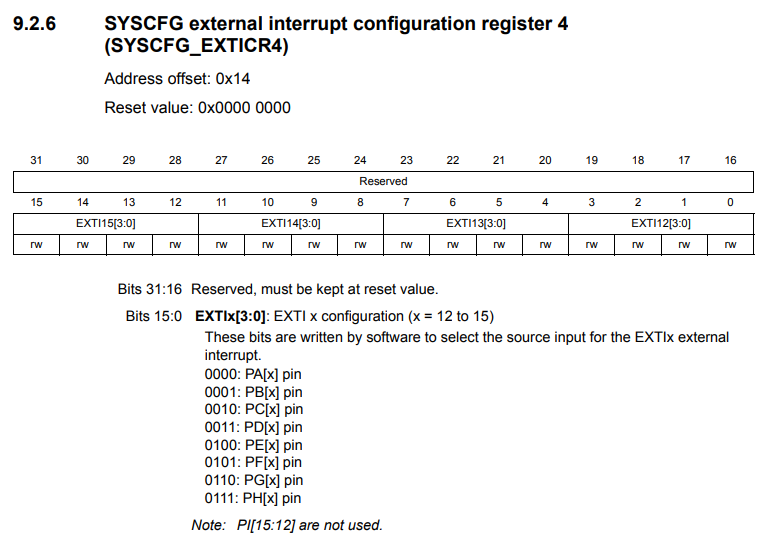 9.2.6 SYSCFG external interrupt configuration register 4
(SYSCFG_EXTICR4)
Address offset: 0x14
Reset value: 0x0000 0000
31 30 29 28 27 26 25 24 23 22 21 20 19 18 17 16
Reserved
15 14 13 12 11 10 9 8 7 6 5 4 3 2 1 0
EXTI15[3:0] EXTI14[3:0] EXTI13[3:0] EXTI12[3:0]
rw rw rw rw rw rw rw rw rw rw rw rw rw rw rw rw
Bits 31:16 Reserved, must be kept at reset value.
Bits 15:0 EXTIx[3:0]: EXTI x configuration (x = 12 to 15)
These bits are written by software to select the source input for the EXTIx external
interrupt.
0000: PA[x] pin
0001: PB[x] pin
0010: PC[x] pin
0011: PD[x] pin
0100: PE[x] pin
0101: PF[x] pin
0110: PG[x] pin
0111: PH[x] pin
Note: PI[15:12] are not used.